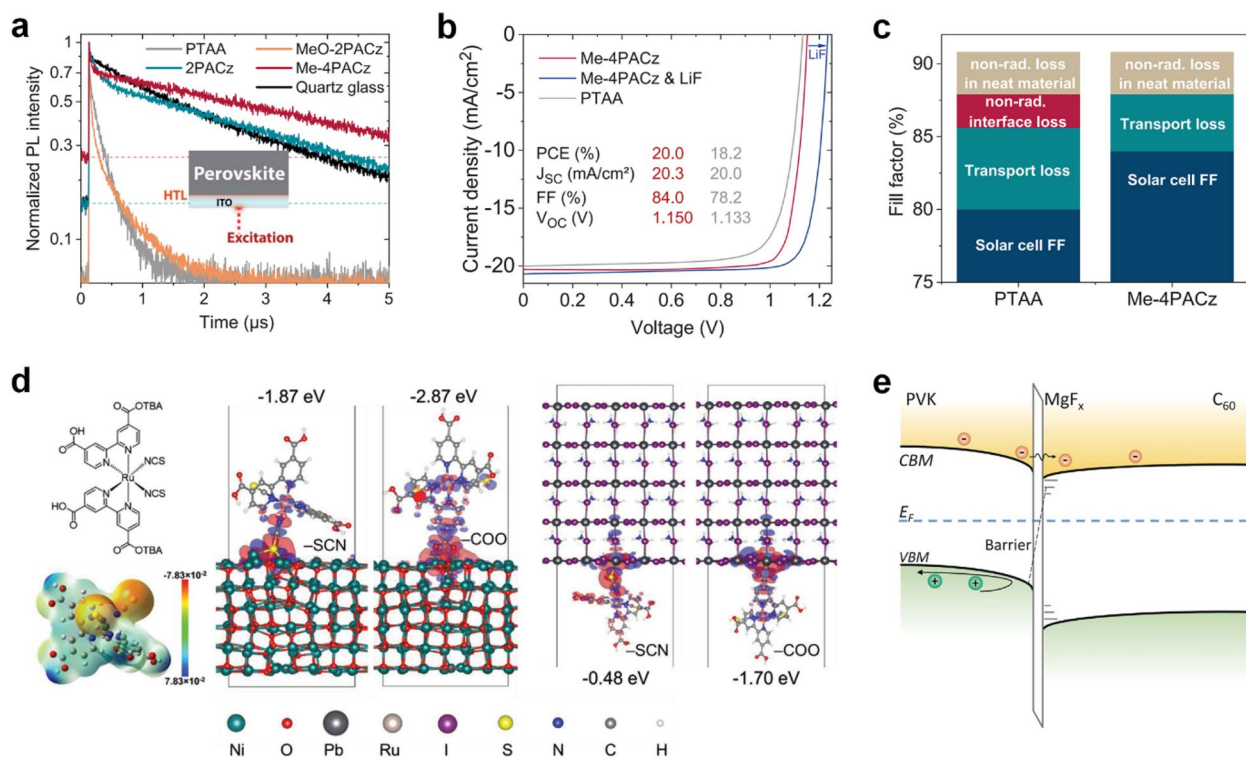 a
1
0.7
0.5
0.3
0.1
Normalized PL intensity
PTAA
MeO-2PACz
2PACz
Me-4PACz
Quartz glass
Perovskite
HTL
ITO
Excitation
0
1
2
3
4
5
Time (µs)
b
0
-5
-10
-15
-20
Current density (mA/cm²)
Me-4PACz
Me-4PACz & LiF
PTAA
LiF
PCE (%) 20.0 18.2
JSC (mA/cm²) 20.3 20.0
FF (%) 84.0 78.2
VOC (V) 1.150 1.133
0
0.2
0.4
0.6
0.8
1
1.2
Voltage (V)
c
90
85
80
75
Fill factor (%)
non-rad. loss
in neat material
non-rad.
interface loss
Transport loss
Solar cell FF
non-rad. loss
in neat material
Transport loss
Solar cell FF
PTAA
Me-4PACz
d
OTBA
O
OH
O
N
N
NCS
Ru
NCS
N
N
OH
O
O
OTBA
-7.83×10⁻²
7.83×10⁻²
-1.87 eV
–SCN
-2.87 eV
–COO
–SCN
-0.48 eV
–COO
-1.70 eV
Ni
O
Pb
Ru
I
S
N
C
H
e
PVK
MgFx
C60
CBM
EF
VBM
Barrier